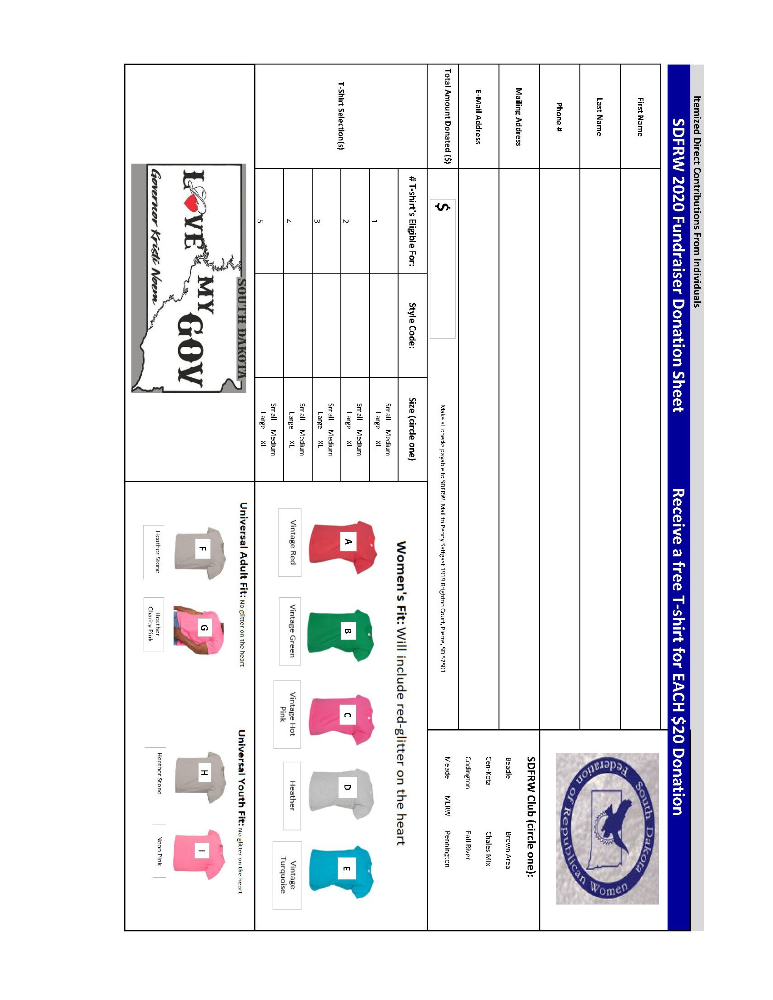 Itemized Direct Contributions From Individuals
SDFRW 2020 Fundraiser Donation Sheet Receive a free T-shirt for EACH $20 Donation
First Name
Last Name
Phone #
Mailing Address
E-Mail Address
Total Amount Donated ($)
$
Make all checks payable to SDFRW. Mail to Penny Sattgast 1919 Brighton Court, Pierre, SD 57501
South Dakota
Federation of Republican Women
SDFRW Club (circle one):
Beadle Brown Area
Cen-Kota Chales Mix
Codington Fall River
Meade MLRW Pennington
T-Shirt Selection(s)
# T-shirt's Eligible For: Style Code: Size (circle one)
1 Small Medium
Large XL
2 Small Medium
Large XL
3 Small Medium
Large XL
4 Small Medium
Large XL
5 Small Medium
Large XL
Women's Fit: Will include red-glitter on the heart
A B C D E
Vintage Red
Vintage Green
Vintage Hot
Pink
Heather
Vintage
Turquoise
SOUTH DAKOTA
LOVE MY GOV
Governor Kristi Noem
Universal Adult Fit: No glitter on the heart
F G
Heather Stone
Heather
Charity Pink
Universal Youth Fit: No glitter on the heart
H I
Heather Stone
Neon Pink